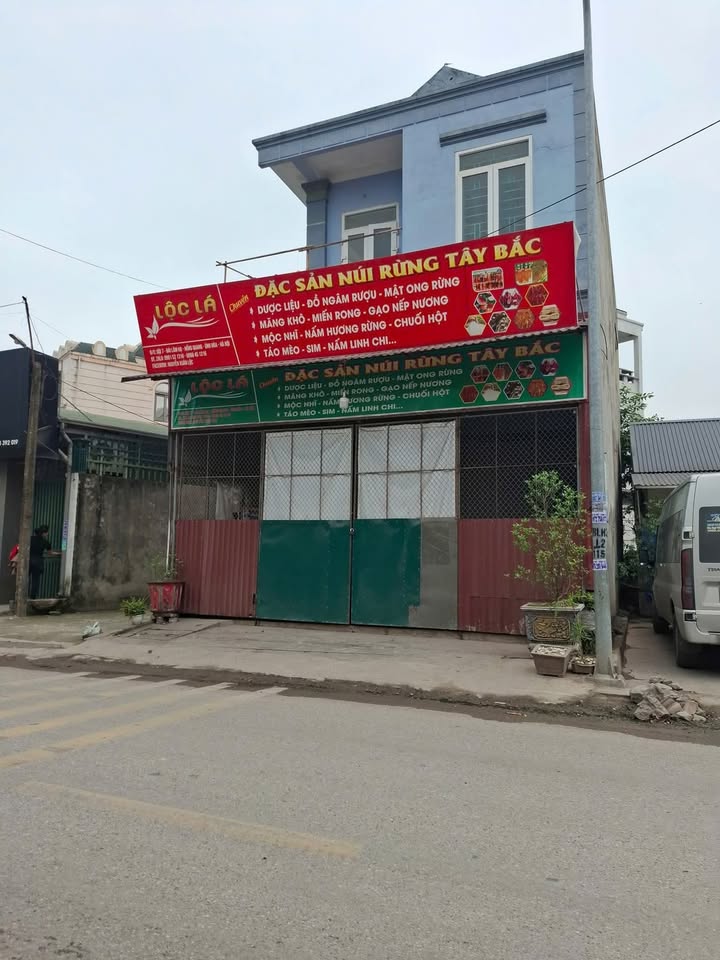 LỘC LÁ
Chuyên
ĐẶC SẢN NÚI RỪNG TÂY BẮC
DƯỢC LIỆU - ĐỒ NGÂM RƯỢU - MẬT ONG RỪNG
MĂNG KHÔ - MIẾN RONG - GẠO NẾP NƯƠNG
MỘC NHĨ - NẤM HƯƠNG RỪNG - CHUỐI HỘT
TÁO MÈO - SIM - NẤM LINH CHI...
LỘC LÁ
Chuyên
ĐẶC SẢN NÚI RỪNG TÂY BẮC
DƯỢC LIỆU - ĐỒ NGÂM RƯỢU - MẬT ONG RỪNG
MĂNG KHÔ - MIẾN RONG - GẠO NẾP NƯƠNG
MỘC NHĨ - NẤM HƯƠNG RỪNG - CHUỐI HỘT
TÁO MÈO - SIM - NẤM LINH CHI...
392 019